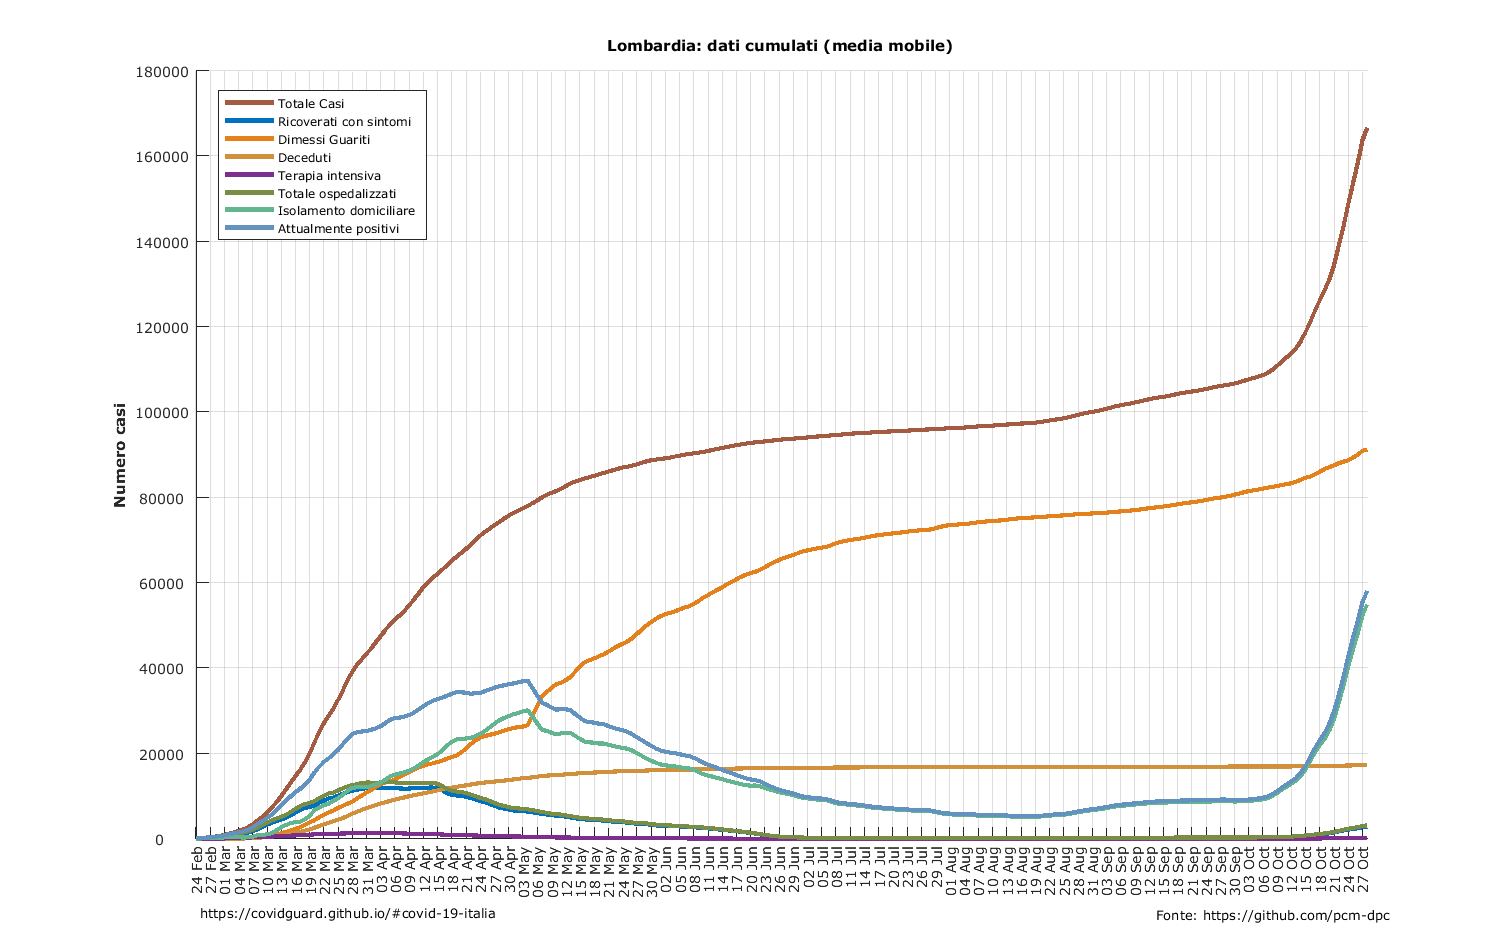 Lombardia: dati cumulati (media mobile)
180000
160000
140000
120000
100000
80000
60000
40000
20000
0
Numero casi
Totale Casi
Ricoverati con sintomi
Dimessi Guariti
Deceduti
Terapia intensiva
Totale ospedalizzati
Isolamento domiciliare
Attualmente positivi
24 Feb
27 Feb
01 Mar
04 Mar
07 Mar
10 Mar
13 Mar
16 Mar
19 Mar
22 Mar
25 Mar
28 Mar
31 Mar
03 Apr
06 Apr
09 Apr
12 Apr
15 Apr
18 Apr
21 Apr
24 Apr
27 Apr
30 Apr
03 May
06 May
09 May
12 May
15 May
18 May
21 May
24 May
27 May
30 May
02 Jun
05 Jun
08 Jun
11 Jun
14 Jun
17 Jun
20 Jun
23 Jun
26 Jun
29 Jun
02 Jul
05 Jul
08 Jul
11 Jul
14 Jul
17 Jul
20 Jul
23 Jul
26 Jul
29 Jul
01 Aug
04 Aug
07 Aug
10 Aug
13 Aug
16 Aug
19 Aug
22 Aug
25 Aug
28 Aug
31 Aug
03 Sep
06 Sep
09 Sep
12 Sep
15 Sep
18 Sep
21 Sep
24 Sep
27 Sep
30 Sep
03 Oct
06 Oct
09 Oct
12 Oct
15 Oct
18 Oct
21 Oct
24 Oct
27 Oct
https://covidguard.github.io/#covid-19-italia
Fonte: https://github.com/pcm-dpc